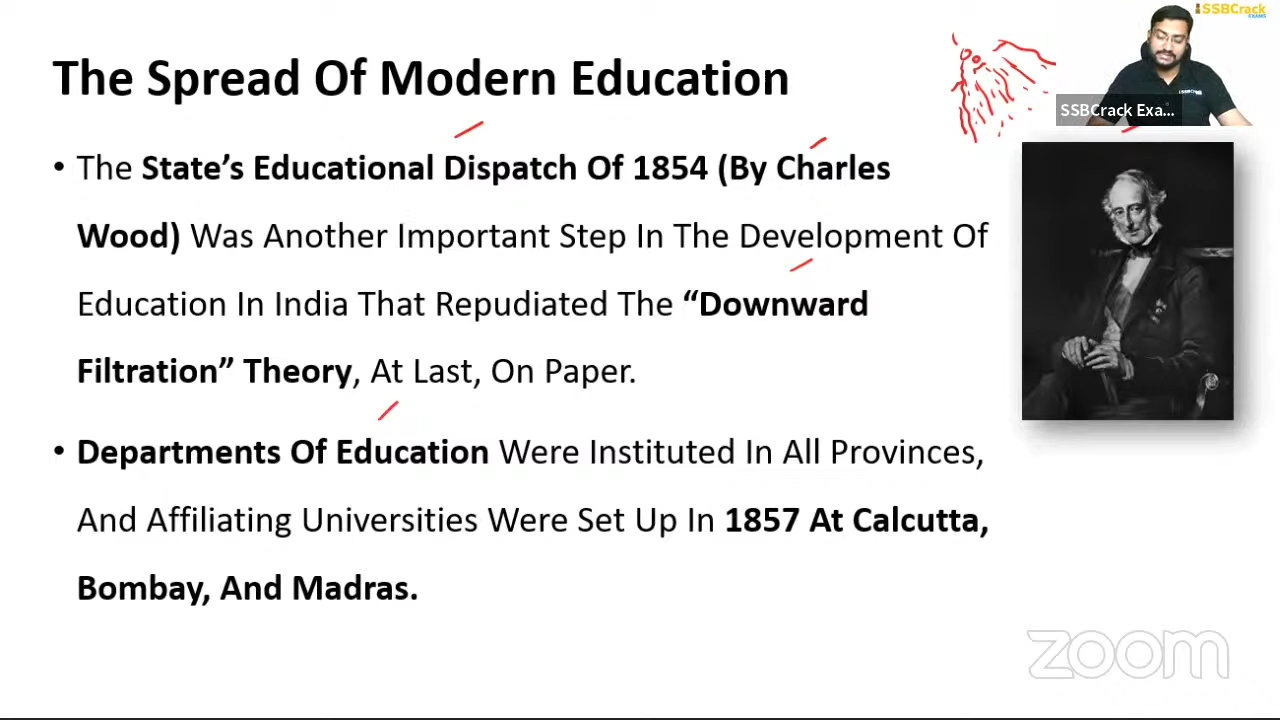 SSBCrack
EXAMS
The Spread Of Modern Education
SSBCrack Exa...
• The State’s Educational Dispatch Of 1854 (By Charles
Wood) Was Another Important Step In The Development Of
Education In India That Repudiated The “Downward
Filtration” Theory, At Last, On Paper.
• Departments Of Education Were Instituted In All Provinces,
And Affiliating Universities Were Set Up In 1857 At Calcutta,
Bombay, And Madras.
zoom